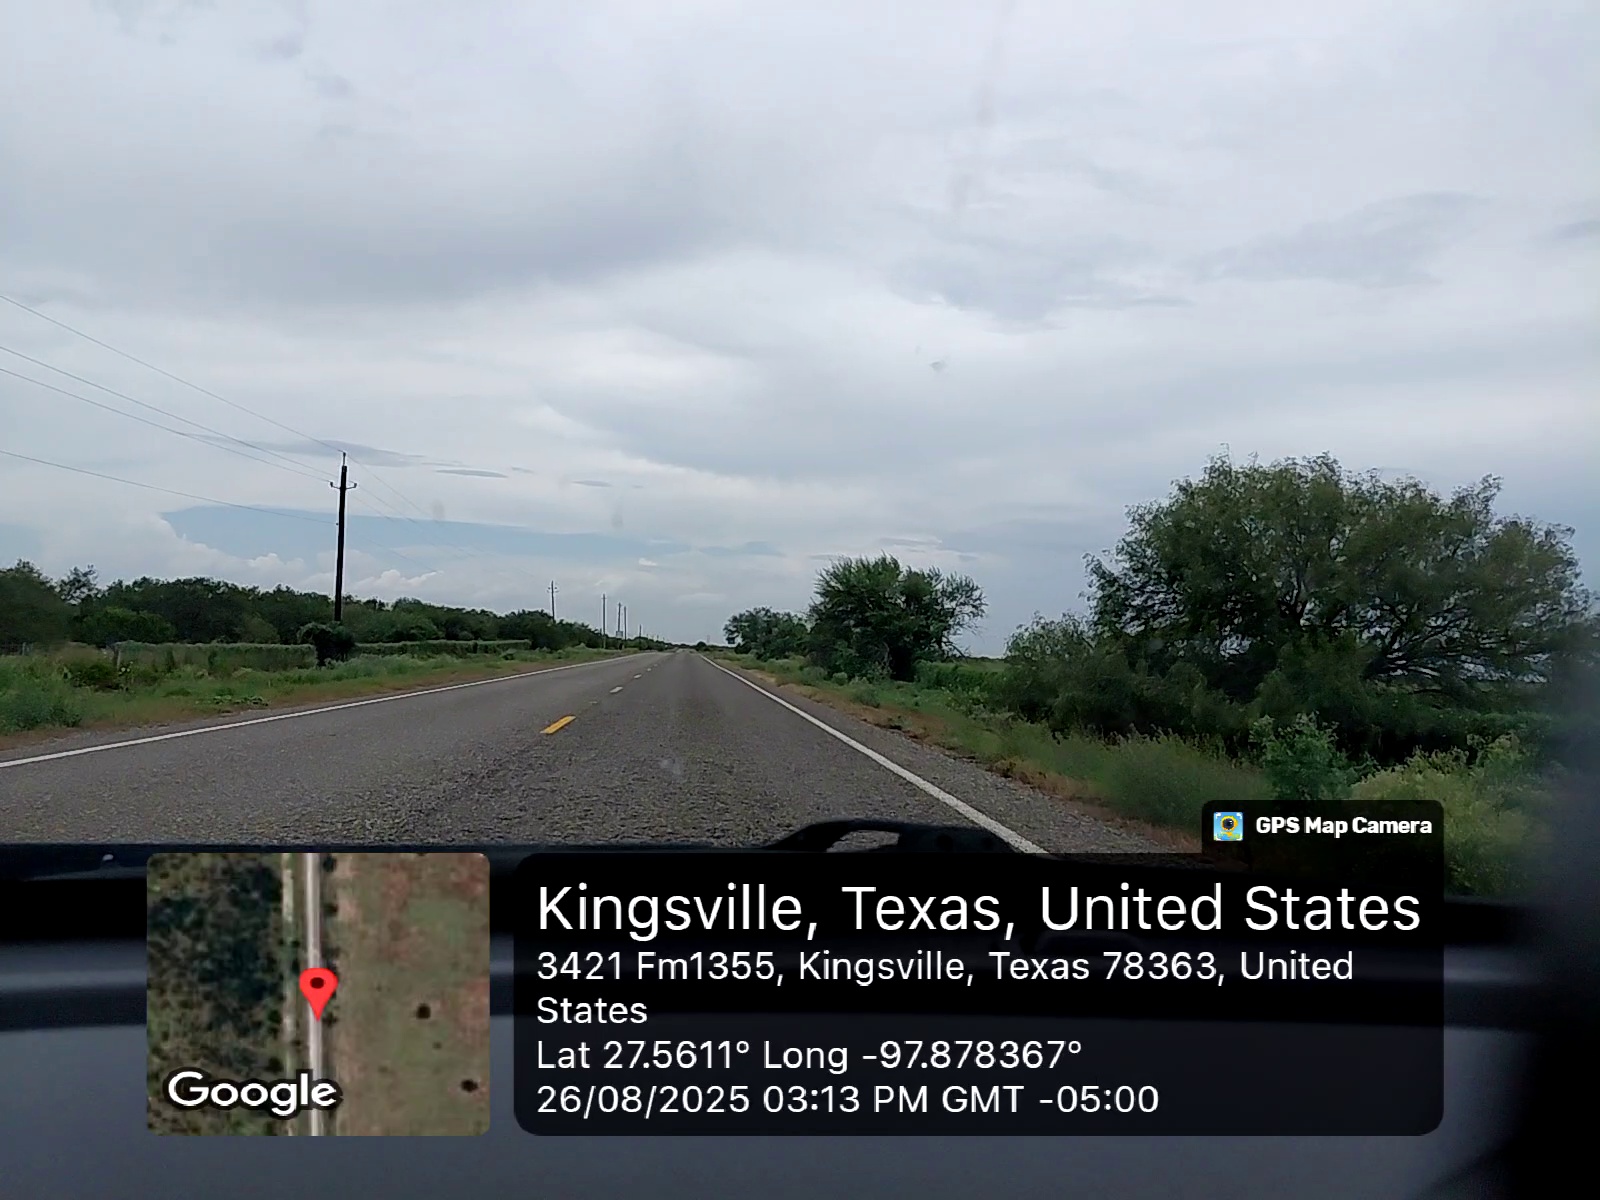 GPS Map Camera
Kingsville, Texas, United States
3421 Fm1355, Kingsville, Texas 78363, United
States
Lat 27.5611° Long -97.878367°
26/08/2025 03:13 PM GMT -05:00
Google